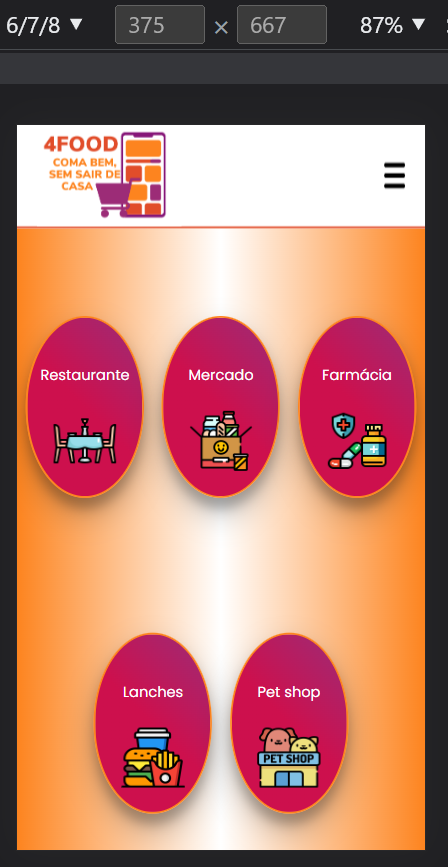 6/7/8 ▼ 375 × 667 87% ▼
4FOOD
COMA BEM,
SEM SAIR DE
CASA
Restaurante Mercado Farmácia
Lanches Pet shop
PET SHOP